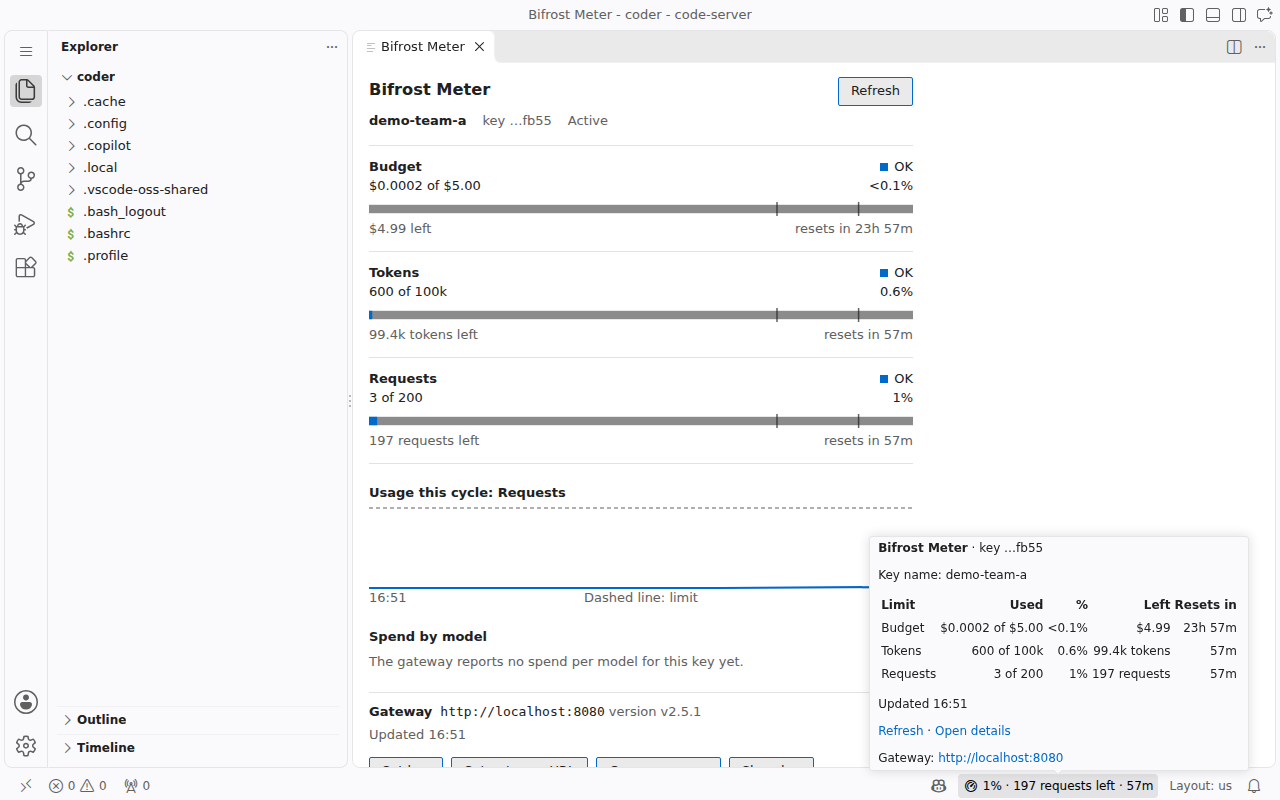 Bifrost Meter - coder - code-server
Explorer
coder
.cache
.config
.copilot
.local
.vscode-oss-shared
$ .bash_logout
$ .bashrc
$ .profile
Outline
Timeline
Bifrost Meter
Bifrost Meter
Refresh
demo-team-a key ...fb55 Active
Budget OK
$0.0002 of $5.00 <0.1%
$4.99 left resets in 23h 57m
Tokens OK
600 of 100k 0.6%
99.4k tokens left resets in 57m
Requests OK
3 of 200 1%
197 requests left resets in 57m
Usage this cycle: Requests
16:51 Dashed line: limit
Spend by model
The gateway reports no spend per model for this key yet.
Gateway http://localhost:8080 version v2.5.1
Updated 16:51
Bifrost Meter · key ...fb55
Key name: demo-team-a
Limit Used % Left Resets in
Budget $0.0002 of $5.00 <0.1% $4.99 23h 57m
Tokens 600 of 100k 0.6% 99.4k tokens 57m
Requests 3 of 200 1% 197 requests 57m
Updated 16:51
Refresh · Open details
Gateway: http://localhost:8080
0 0 0
1% · 197 requests left · 57m
Layout: us